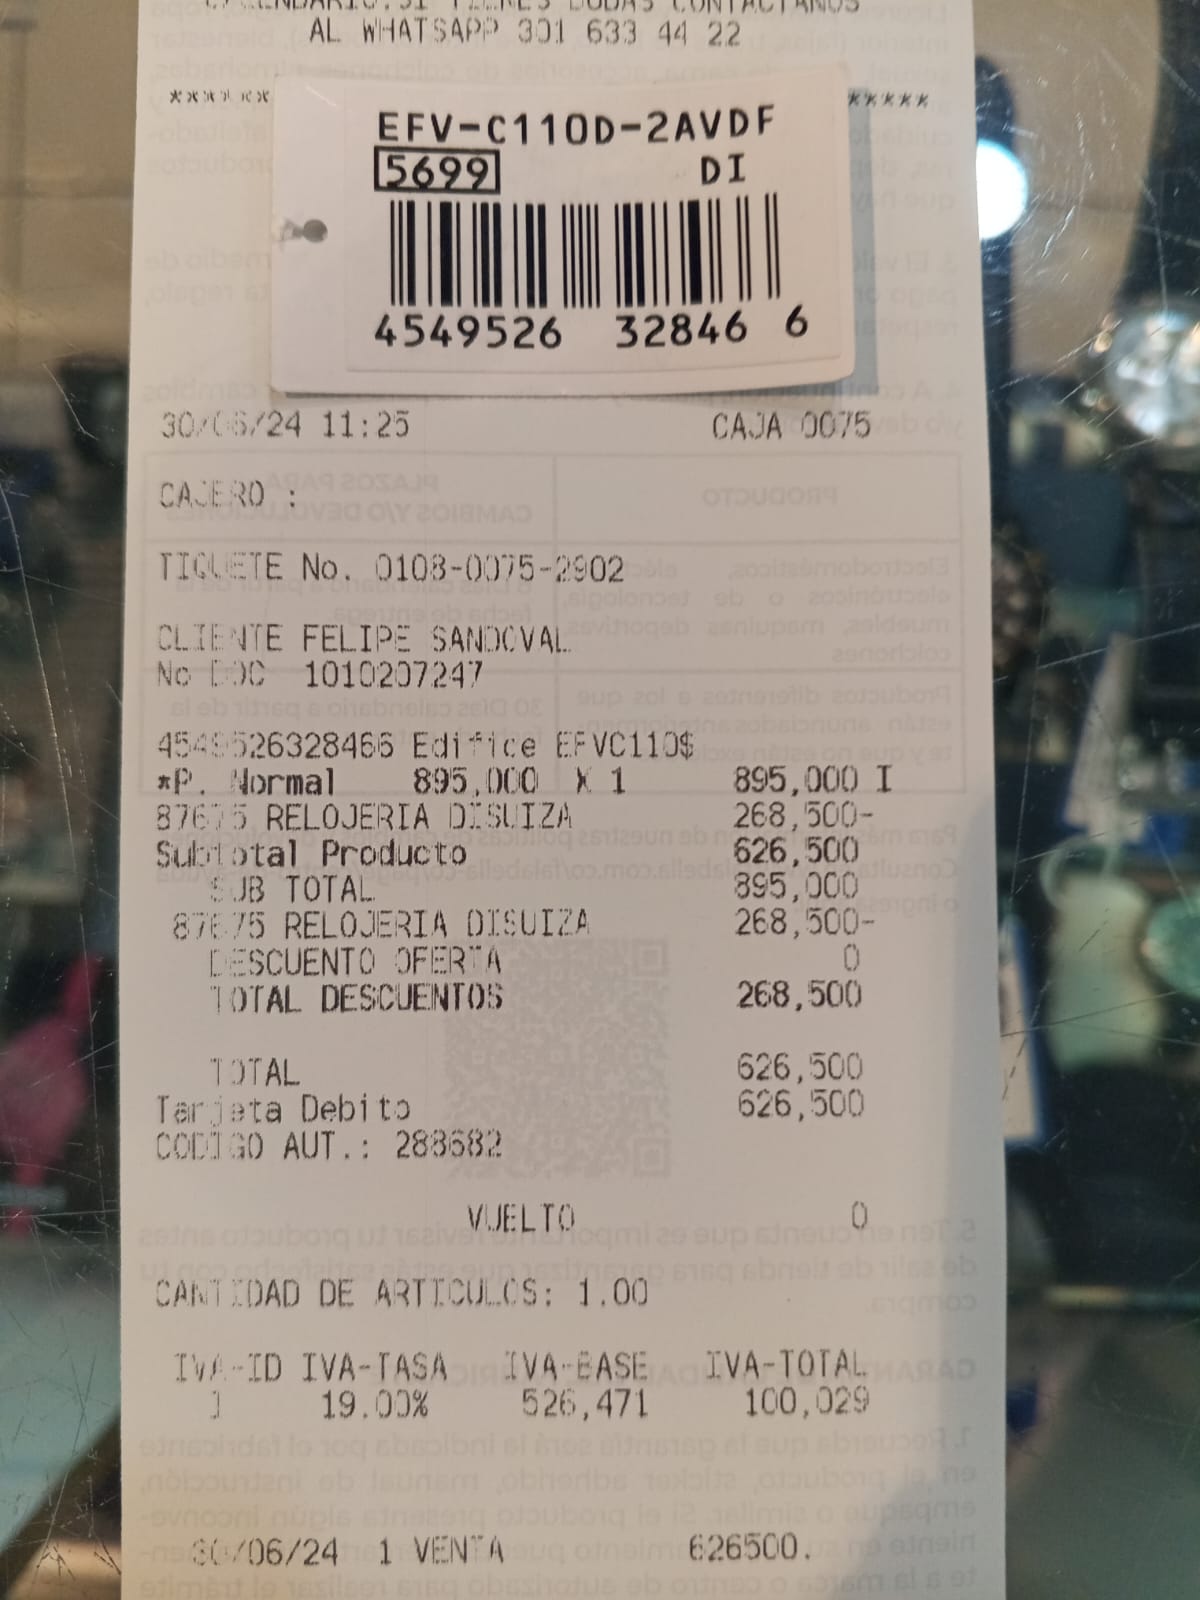 AL WHATSAPP 301 633 44 22
EFV-C110D-2AVDF
5699 DI
4549526 32846 6
30/06/24 11:25 CAJA 0075
CAJERO :
TIQUETE No. 0108-0075-2902
CLIENTE FELIPE SANDOVAL
No DOC 1010207247
4549526328466 Edifice EFVC110$
*P. Normal 895,000 X 1 895,000 I
87675 RELOJERIA DISUIZA 268,500-
Subtotal Producto 626,500
SUB TOTAL 895,000
87675 RELOJERIA DISUIZA 268,500-
DESCUENTO OFERTA 0
TOTAL DESCUENTOS 268,500
TOTAL 626,500
Tarjeta Debito 626,500
CODIGO AUT.: 288682
VUELTO 0
CANTIDAD DE ARTICULOS: 1.00
IVA-ID IVA-TASA IVA-BASE IVA-TOTAL
1 19.00% 526,471 100,029
30/06/24 1 VENTA 626500.